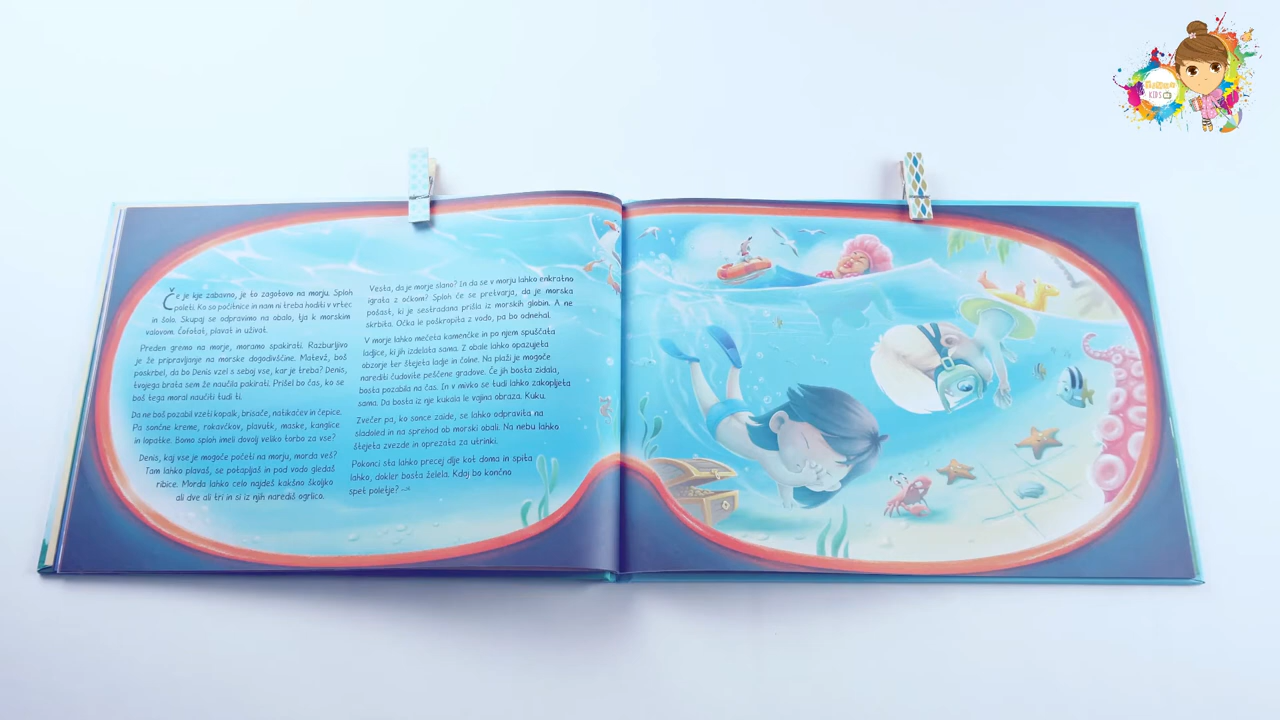 Če je kje zabavno, je to zagotovo na morju. Sploh
poleti. Ko so počitnice in nam ni treba hoditi v vrtec
in šolo. Skupaj se odpravimo na obalo, tja k morskim
valovom. Čofotat, plavat in uživat.
Preden gremo na morje, moramo spakirati. Razburljivo
je že pripravljanje na morske dogodivščine. Matevž, boš
poskrbel, da bo Denis vzel s seboj vse, kar je treba? Denis,
tvojega brata sem že naučila pakirati. Prišel bo čas, ko se
boš tega moral naučiti tudi ti.
Da ne boš pozabil vzeti kopalk, brisače, natikačev in čepice.
Pa sončne kreme, rokavčkov, plavutk, maske, kanglice
in lopatke. Bomo sploh imeli dovolj veliko torbo za vse?
Denis, kaj vse je mogoče početi na morju, morda veš?
Tam lahko plavaš, se potapljaš in pod vodo gledaš
ribice. Morda lahko celo najdeš kakšno školjko
ali dve ali tri in si iz njih narediš ogrlico.
Vesta, da je morje slano? In da se v morju lahko enkratno
igrata z očkom? Sploh če se pretvarja, da je morska
pošast, ki je sestradana prišla iz morskih globin. A ne
skrbita. Očka le poškropita z vodo, pa bo odnehal.
V morje lahko mečeta kamenčke in po njem spuščata
ladjice, ki jih izdelata sama. Z obale lahko opazujeta
obzorje ter štejeta ladje in čolne. Na plaži je mogoče
narediti čudovite peščene gradove. Če jih bosta zidala,
bosta pozabila na čas. In v mivko se tudi lahko zakopljeta
sama. Da bosta iz nje kukala le vajina obraza. Kuku.
Zvečer pa, ko sonce zaide, se lahko odpravita na
sladoled in na sprehod ob morski obali. Na nebu lahko
štejeta zvezde in oprezata za utrinki.
Pokonci sta lahko precej dlje kot doma in spita
lahko, dokler bosta želela. Kdaj bo končno
spet poletje?
KIDS